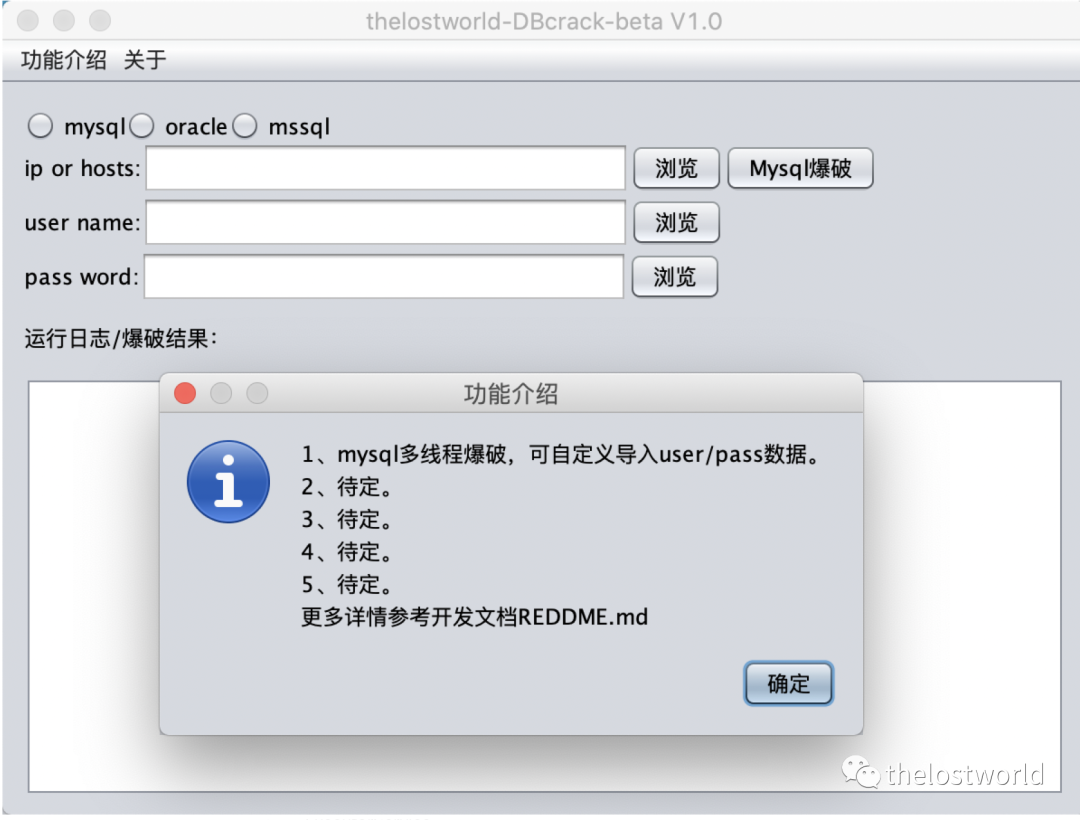 thelostworld-DBcrack-beta V1.0
功能介绍 关于
mysql oracle mssql
ip or hosts: 浏览 Mysql爆破
user name: 浏览
pass word: 浏览
运行日志/爆破结果：
功能介绍
1、mysql多线程爆破，可自定义导入user/pass数据。
2、待定。
3、待定。
4、待定。
5、待定。
更多详情参考开发文档REDDME.md
确定
thelostworld